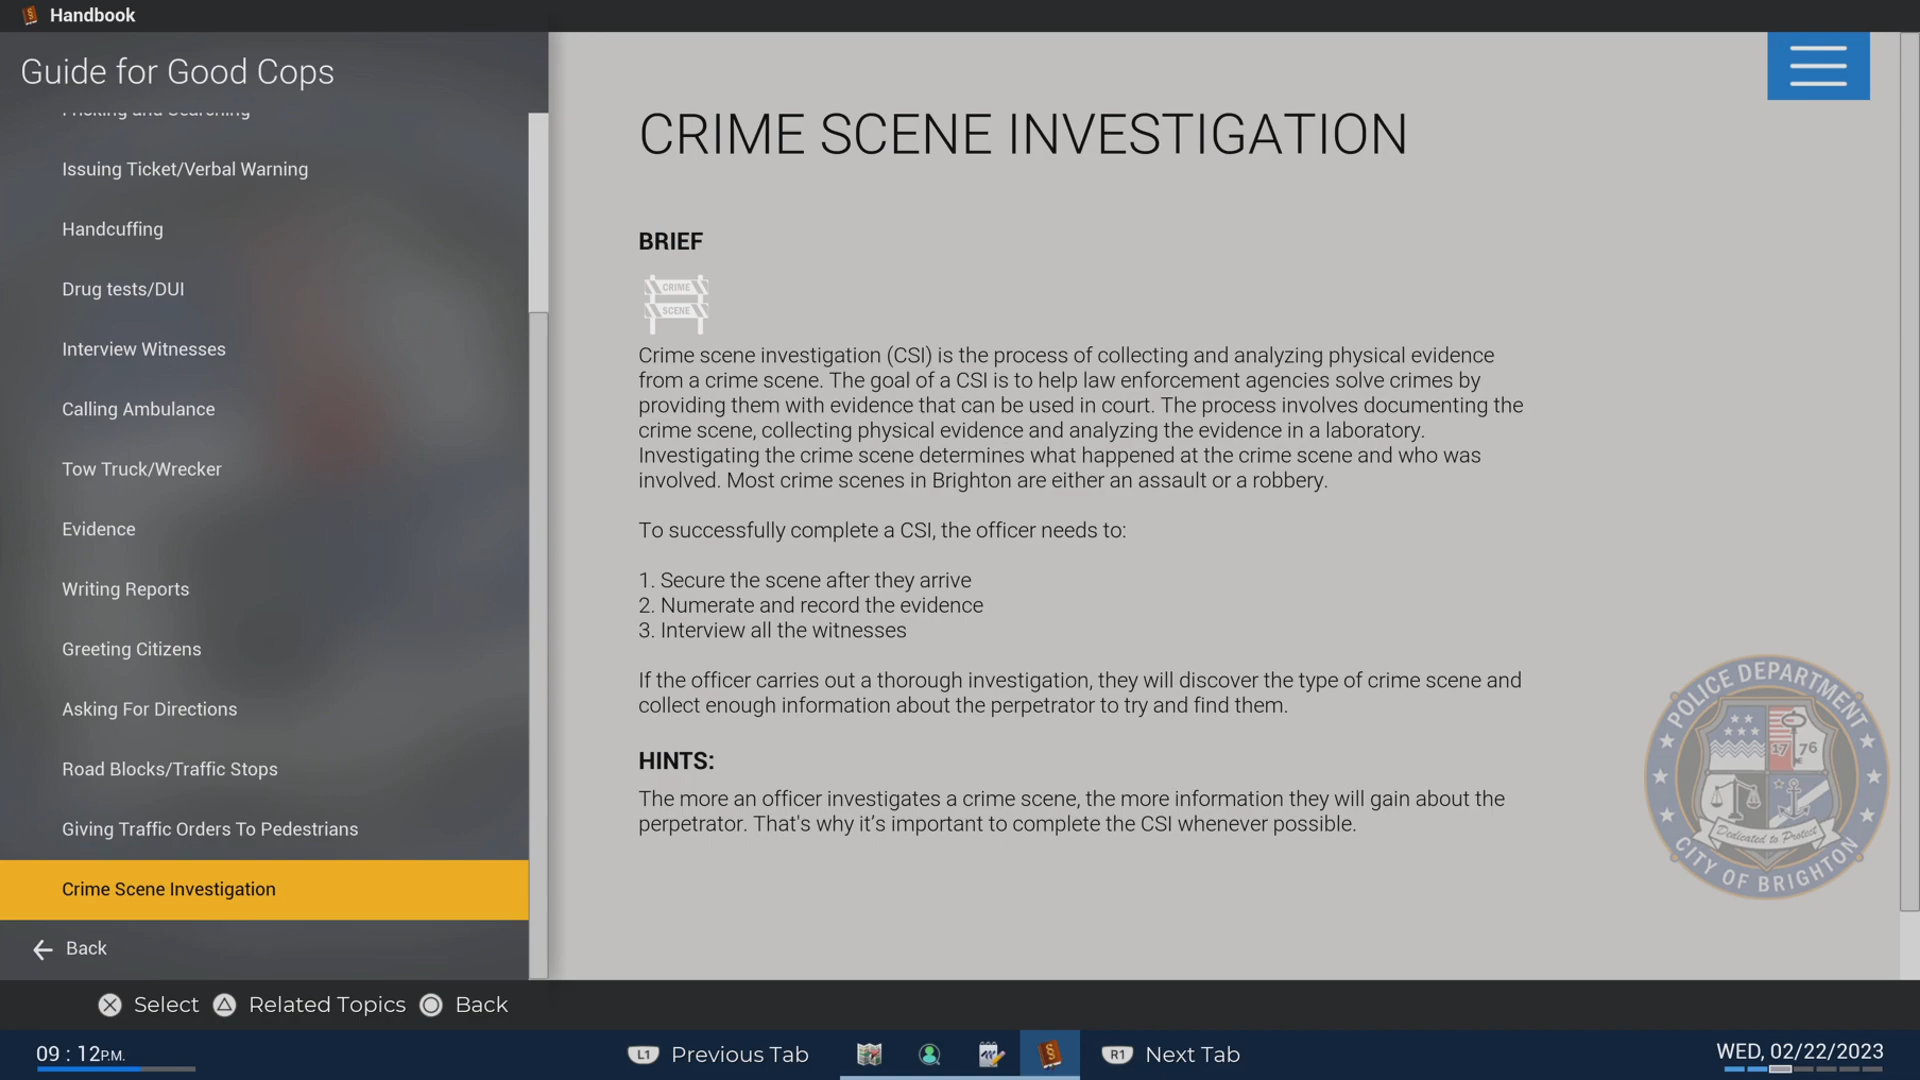 Handbook
Guide for Good Cops
Frisking and Searching
Issuing Ticket/Verbal Warning
Handcuffing
Drug tests/DUI
Interview Witnesses
Calling Ambulance
Tow Truck/Wrecker
Evidence
Writing Reports
Greeting Citizens
Asking For Directions
Road Blocks/Traffic Stops
Giving Traffic Orders To Pedestrians
Crime Scene Investigation
Back
CRIME SCENE INVESTIGATION
BRIEF
CRIME
SCENE
Crime scene investigation (CSI) is the process of collecting and analyzing physical evidence
from a crime scene. The goal of a CSI is to help law enforcement agencies solve crimes by
providing them with evidence that can be used in court. The process involves documenting the
crime scene, collecting physical evidence and analyzing the evidence in a laboratory.
Investigating the crime scene determines what happened at the crime scene and who was
involved. Most crime scenes in Brighton are either an assault or a robbery.
To successfully complete a CSI, the officer needs to:
1. Secure the scene after they arrive
2. Numerate and record the evidence
3. Interview all the witnesses
If the officer carries out a thorough investigation, they will discover the type of crime scene and
collect enough information about the perpetrator to try and find them.
HINTS:
The more an officer investigates a crime scene, the more information they will gain about the
perpetrator. That's why it’s important to complete the CSI whenever possible.
POLICE DEPARTMENT
17 76
Dedicated to Protect
CITY OF BRIGHTON
Select Related Topics Back
09 : 12 P.M.
L1 Previous Tab
R1 Next Tab
WED, 02/22/2023